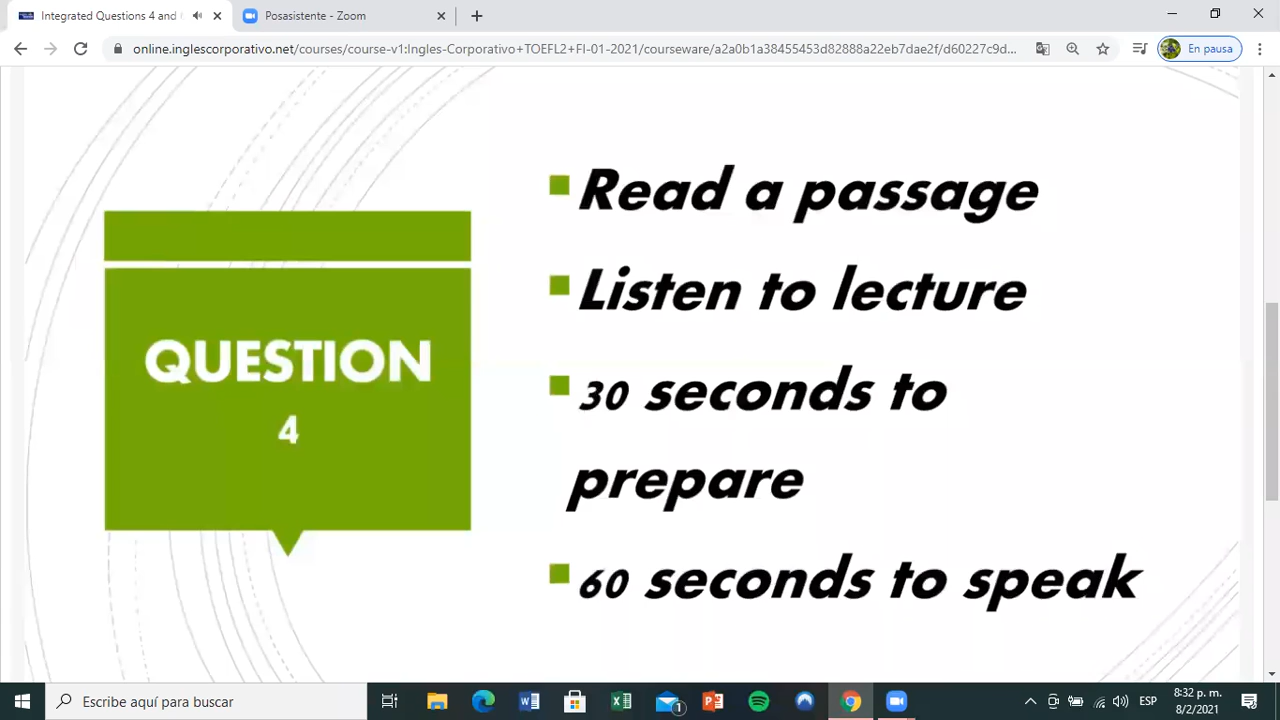 Integrated Questions 4 and
Posasistente - Zoom
online.inglescorporativo.net/courses/course-v1:Ingles-Corporativo+TOEFL2+FI-01-2021/courseware/a2a0b1a38455453d82888a22eb7dae2f/d60227c9d...
En pausa
QUESTION
4
Read a passage
Listen to lecture
30 seconds to
prepare
60 seconds to speak
Escribe aquí para buscar
1
ESP
8:32 p. m.
8/2/2021